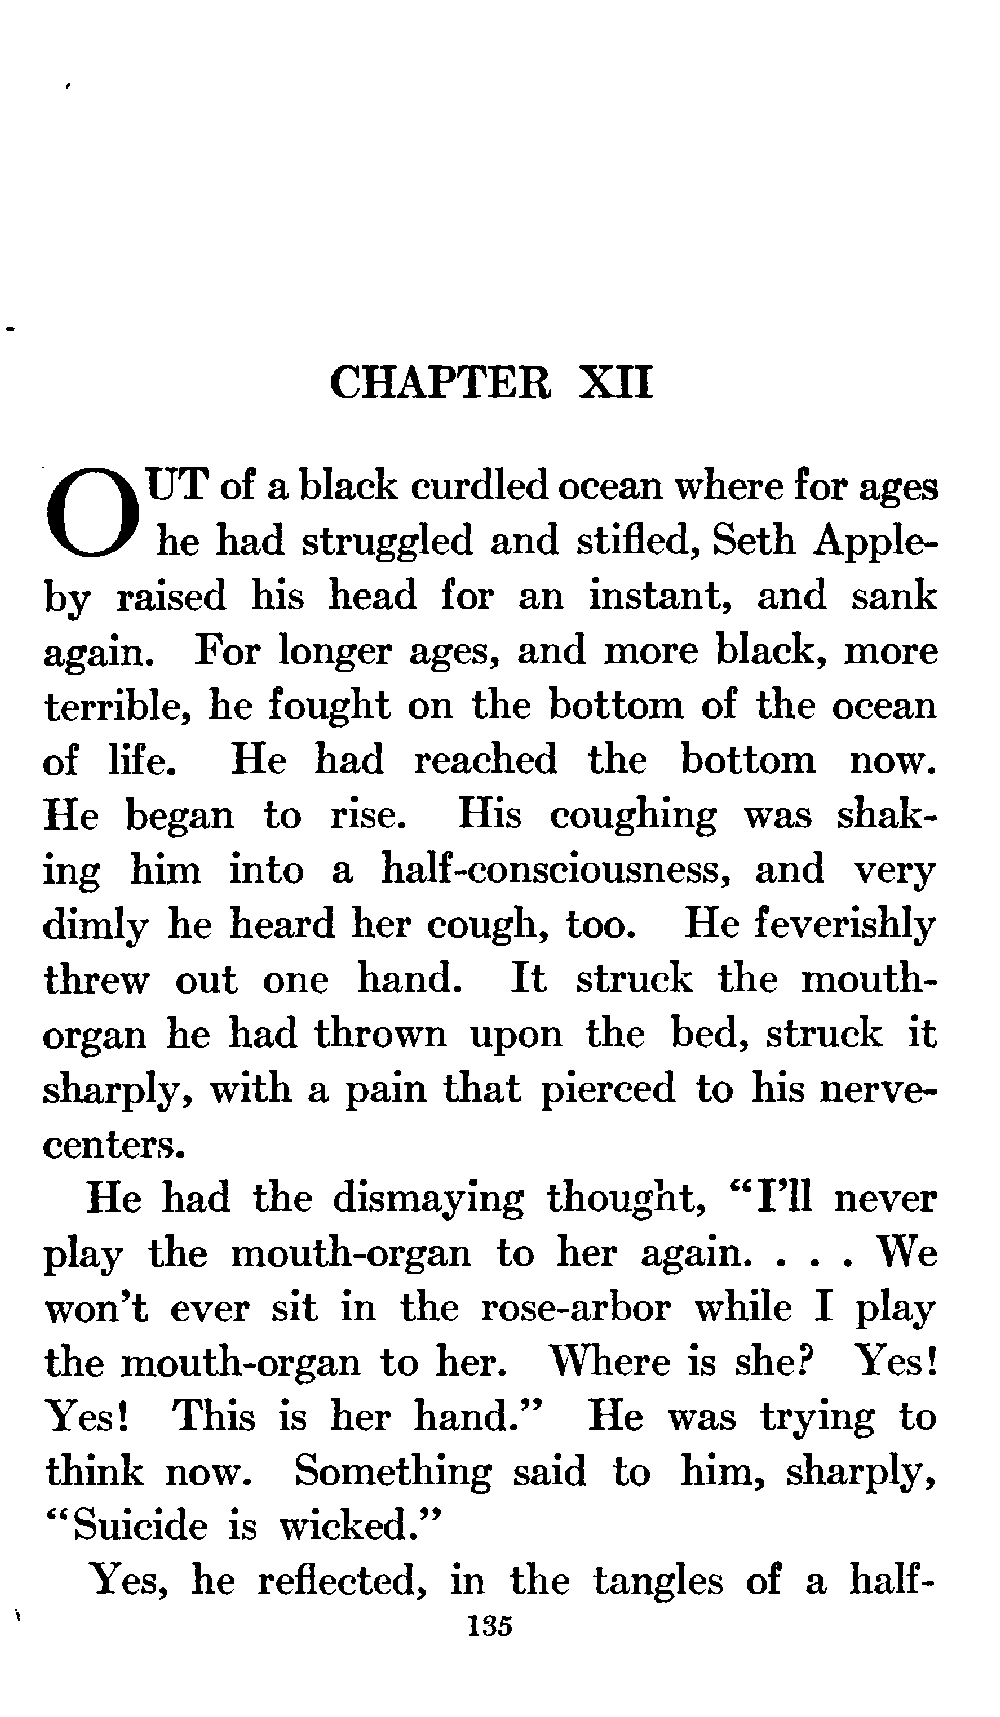 CHAPTER XII
OUT of a black curdled ocean where for ages
he had struggled and stifled, Seth Apple-
by raised his head for an instant, and sank
again. For longer ages, and more black, more
terrible, he fought on the bottom of the ocean
of life. He had reached the bottom now.
He began to rise. His coughing was shak-
ing him into a half-consciousness, and very
dimly he heard her cough, too. He feverishly
threw out one hand. It struck the mouth-
organ he had thrown upon the bed, struck it
sharply, with a pain that pierced to his nerve-
centers.
He had the dismaying thought, “I’ll never
play the mouth-organ to her again. . . . We
won’t ever sit in the rose-arbor while I play
the mouth-organ to her. Where is she? Yes!
Yes! This is her hand.” He was trying to
think now. Something said to him, sharply,
“Suicide is wicked.”
Yes, he reflected, in the tangles of a half-
135